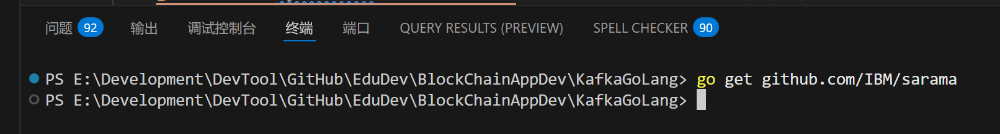 问题 92 输出 调试控制台 终端 端口 QUERY RESULTS (PREVIEW) SPELL CHECKER 90
PS E:\Development\DevTool\GitHub\EduDev\BlockChainAppDev\KafkaGoLang> go get github.com/IBM/sarama
PS E:\Development\DevTool\GitHub\EduDev\BlockChainAppDev\KafkaGoLang>